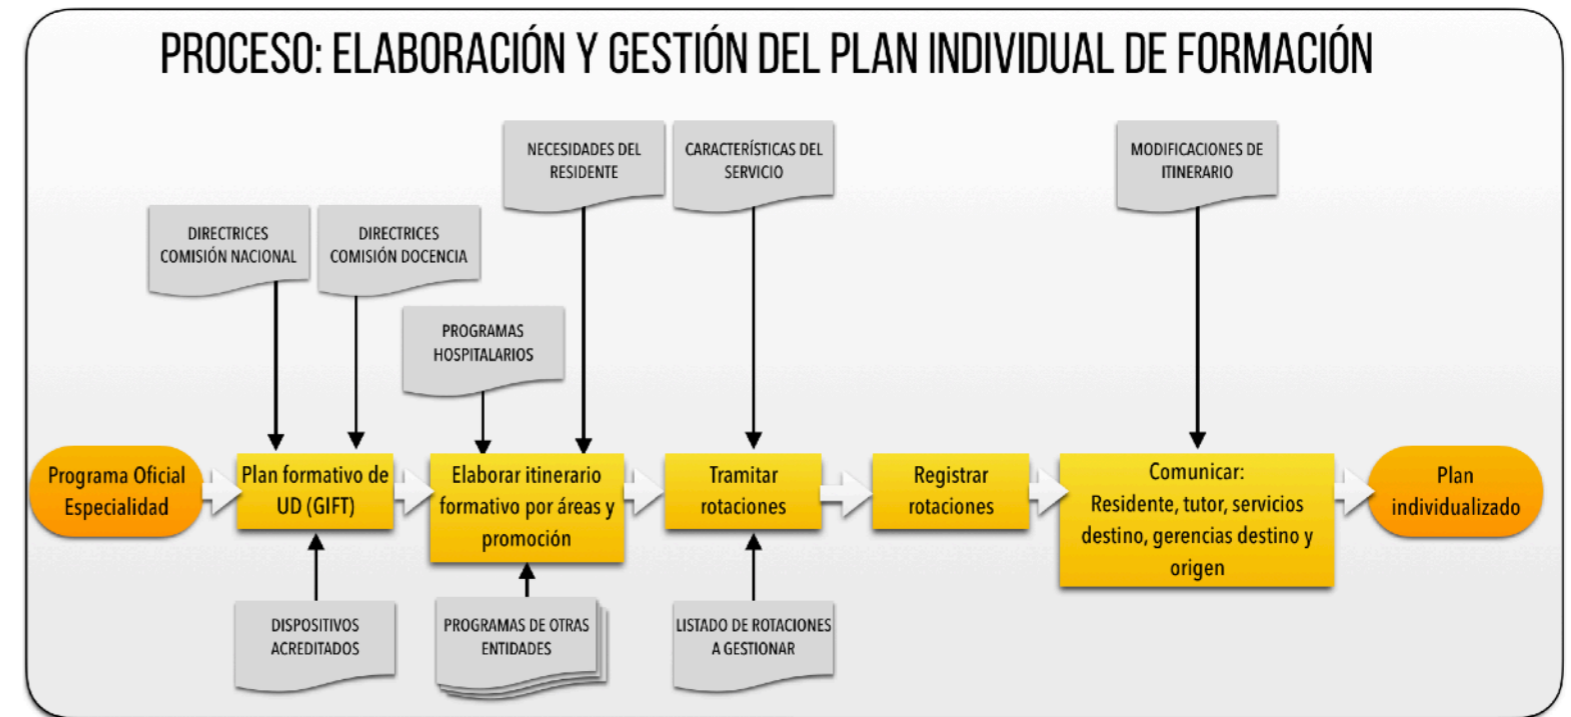 PROCESO: ELABORACIÓN Y GESTIÓN DEL PLAN INDIVIDUAL DE FORMACIÓN
NECESIDADES DEL
RESIDENTE
CARACTERÍSTICAS DEL
SERVICIO
MODIFICACIONES DE
ITINERARIO
DIRECTRICES
COMISIÓN NACIONAL
DIRECTRICES
COMISIÓN DOCENCIA
PROGRAMAS
HOSPITALARIOS
Programa Oficial
Especialidad
Plan formativo de
UD (GIFT)
Elaborar itinerario
formativo por áreas y
promoción
Tramitar
rotaciones
Registrar
rotaciones
Comunicar:
Residente, tutor, servicios
destino, gerencias destino y
origen
Plan
individualizado
DISPOSITIVOS
ACREDITADOS
PROGRAMAS DE OTRAS
ENTIDADES
LISTADO DE ROTACIONES
A GESTIONAR